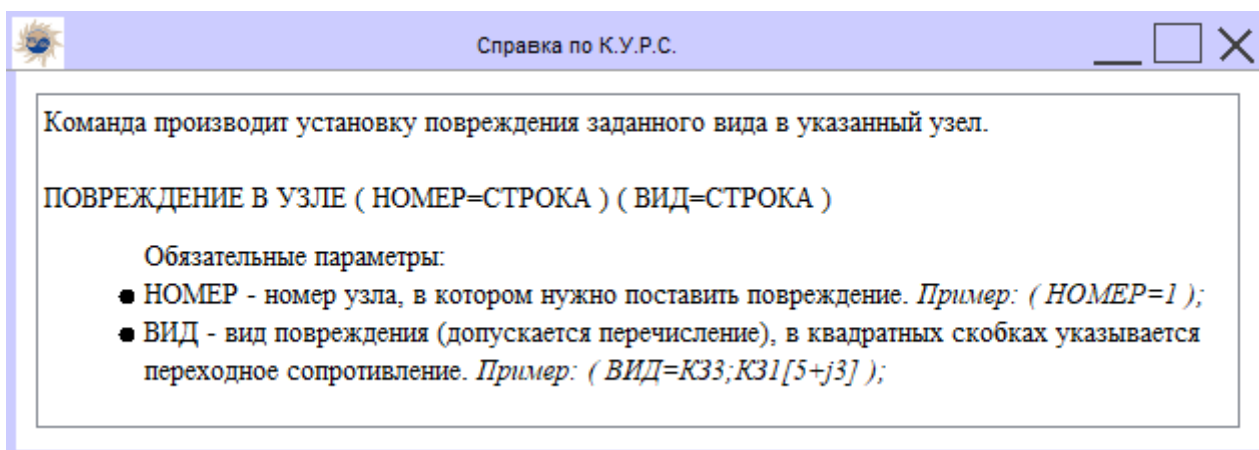 Справка по К.У.Р.С.
Команда производит установку повреждения заданного вида в указанный узел.
ПОВРЕЖДЕНИЕ В УЗЛЕ ( НОМЕР=СТРОКА ) ( ВИД=СТРОКА )
Обязательные параметры:
● НОМЕР - номер узла, в котором нужно поставить повреждение. Пример: ( НОМЕР=1 );
● ВИД - вид повреждения (допускается перечисление), в квадратных скобках указывается
переходное сопротивление. Пример: ( ВИД=КЗ3;КЗ1[5+j3] );